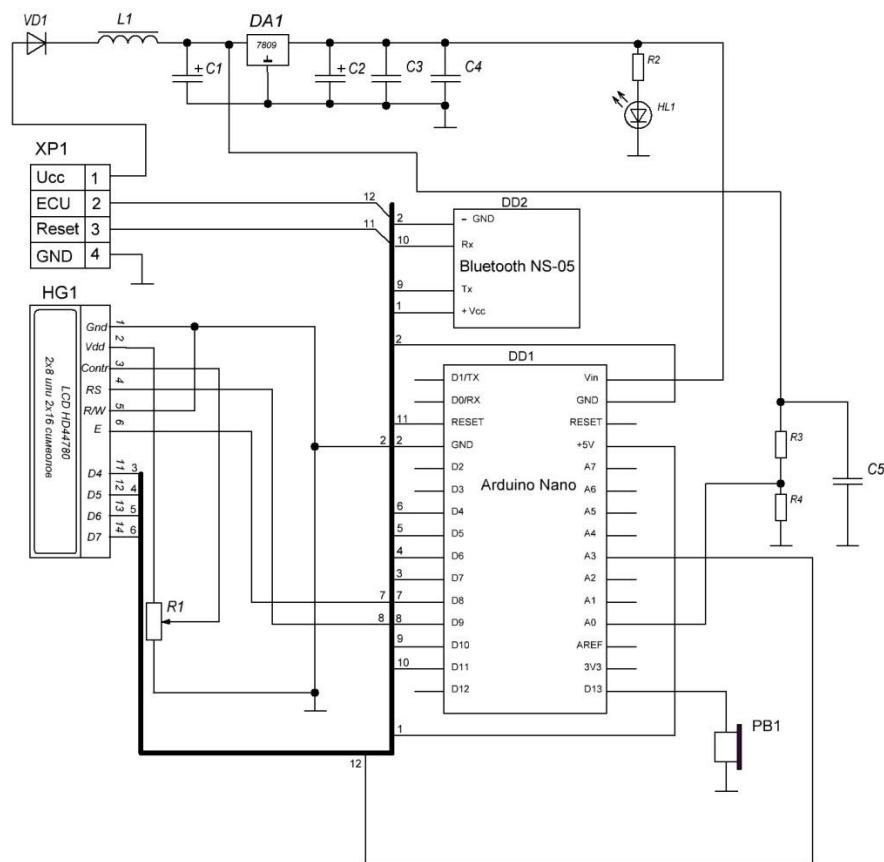 VD1
L1
DA1
7809
+ C1
+ C2
C3
C4
R2
HL1
XP1
Ucc 1
ECU 2
Reset 3
GND 4
12
11
DD2
2 - GND
10 Rx
Bluetooth NS-05
9 Tx
1 + Vcc
HG1
LCD HD44780
2x8 или 2x16 символов
Gnd 1
Vdd 2
Contr 3
RS 4
R/W 5
E 6
D4 11 3
D5 12 4
D6 13 5
D7 14 6
R1
2
DD1
Arduino Nano
D1/TX
D0/RX
11 RESET
2 2 GND
D2
D3
6 D4
5 D5
4 D6
3 D7
7 7 D8
8 8 D9
9 D10
10 D11
D12
Vin
GND
RESET
+5V
A7
A6
A5
A4
A3
A2
A1
A0
AREF
3V3
D13
R3
R4
C5
PB1
1
12